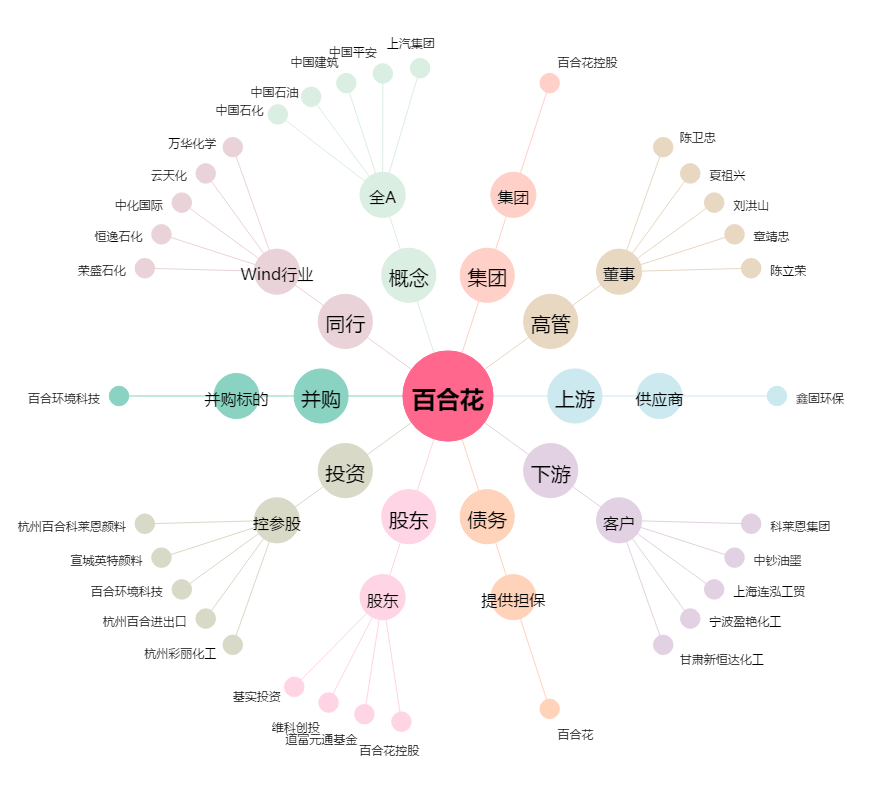 上汽集团
中国平安
中国建筑
百合花控股
中国石油
中国石化
陈卫忠
万华化学
云天化
夏祖兴
全A
集团
中化国际
刘洪山
恒逸石化
章靖忠
荣盛石化
Wind行业
概念
集团
董事
陈立荣
同行
高管
百合环境科技
并购标的
并购
百合花
上游
供应商
鑫固环保
投资
下游
杭州百合科莱恩颜料
控参股
股东
债务
客户
科莱恩集团
宣城英特颜料
中钞油墨
百合环境科技
股东
提供担保
上海连泓工贸
杭州百合进出口
宁波盈艳化工
杭州彩丽化工
甘肃新恒达化工
基实投资
维科创投
道富元通基金
百合花控股
百合花